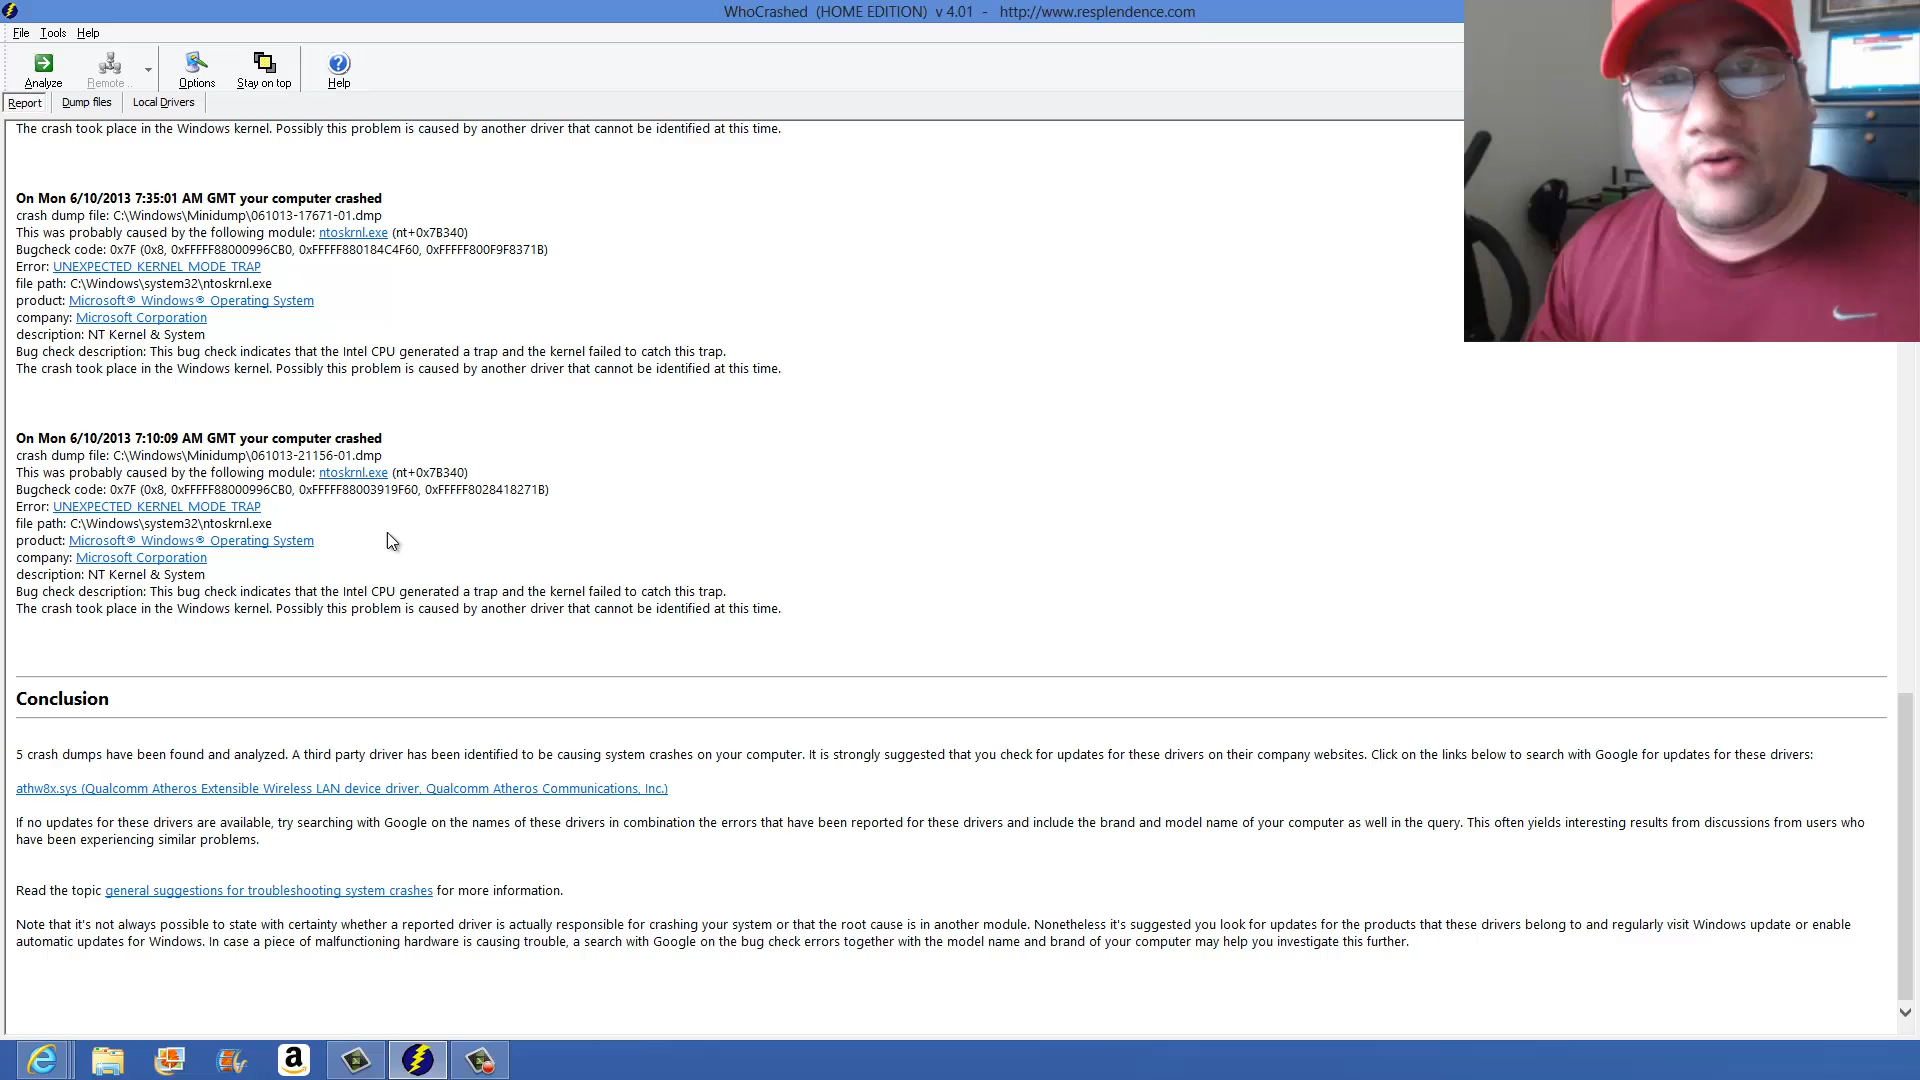 WhoCrashed (HOME EDITION) v 4.01 - http://www.resplendence.com
File Tools Help
Analyze Remote... Options Stay on top Help
Report Dump files Local Drivers
The crash took place in the Windows kernel. Possibly this problem is caused by another driver that cannot be identified at this time.
On Mon 6/10/2013 7:35:01 AM GMT your computer crashed
crash dump file: C:\Windows\Minidump\061013-17671-01.dmp
This was probably caused by the following module: ntoskrnl.exe (nt+0x7B340)
Bugcheck code: 0x7F (0x8, 0xFFFFF88000996CB0, 0xFFFFF880184C4F60, 0xFFFFF800F9F8371B)
Error: UNEXPECTED_KERNEL_MODE_TRAP
file path: C:\Windows\system32\ntoskrnl.exe
product: Microsoft® Windows® Operating System
company: Microsoft Corporation
description: NT Kernel & System
Bug check description: This bug check indicates that the Intel CPU generated a trap and the kernel failed to catch this trap.
The crash took place in the Windows kernel. Possibly this problem is caused by another driver that cannot be identified at this time.
On Mon 6/10/2013 7:10:09 AM GMT your computer crashed
crash dump file: C:\Windows\Minidump\061013-21156-01.dmp
This was probably caused by the following module: ntoskrnl.exe (nt+0x7B340)
Bugcheck code: 0x7F (0x8, 0xFFFFF88000996CB0, 0xFFFFF88003919F60, 0xFFFFF8028418271B)
Error: UNEXPECTED_KERNEL_MODE_TRAP
file path: C:\Windows\system32\ntoskrnl.exe
product: Microsoft® Windows® Operating System
company: Microsoft Corporation
description: NT Kernel & System
Bug check description: This bug check indicates that the Intel CPU generated a trap and the kernel failed to catch this trap.
The crash took place in the Windows kernel. Possibly this problem is caused by another driver that cannot be identified at this time.
Conclusion
5 crash dumps have been found and analyzed. A third party driver has been identified to be causing system crashes on your computer. It is strongly suggested that you check for updates for these drivers on their company websites. Click on the links below to search with Google for updates for these drivers:
athw8x.sys (Qualcomm Atheros Extensible Wireless LAN device driver, Qualcomm Atheros Communications, Inc.)
If no updates for these drivers are available, try searching with Google on the names of these drivers in combination the errors that have been reported for these drivers and include the brand and model name of your computer as well in the query. This often yields interesting results from discussions from users who
have been experiencing similar problems.
Read the topic general suggestions for troubleshooting system crashes for more information.
Note that it's not always possible to state with certainty whether a reported driver is actually responsible for crashing your system or that the root cause is in another module. Nonetheless it's suggested you look for updates for the products that these drivers belong to and regularly visit Windows update or enable
automatic updates for Windows. In case a piece of malfunctioning hardware is causing trouble, a search with Google on the bug check errors together with the model name and brand of your computer may help you investigate this further.